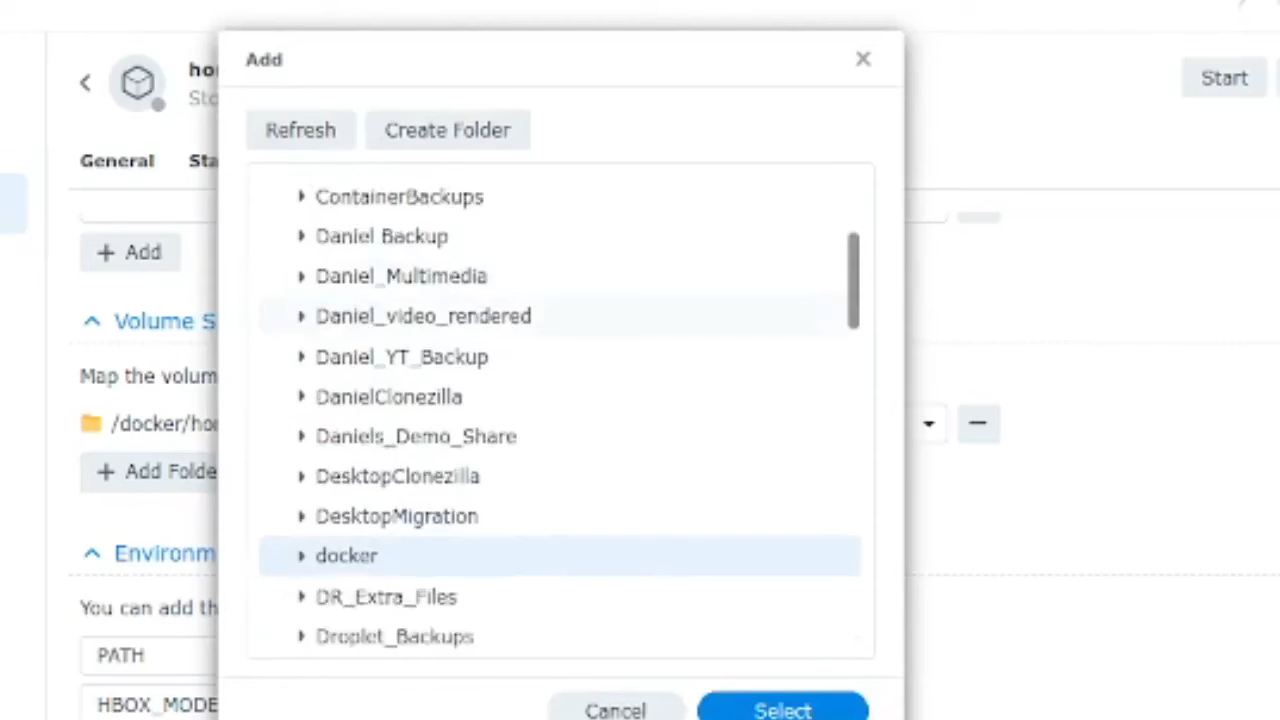 Add
Start
Refresh
Create Folder
General
ContainerBackups
Daniel Backup
+ Add
Daniel_Multimedia
Daniel_video_rendered
Volume S
Daniel_YT_Backup
Map the volum
DanielClonezilla
/docker/ho
Daniels_Demo_Share
+ Add Folde
DesktopClonezilla
DesktopMigration
Environm
docker
DR_Extra_Files
You can add th
Droplet_Backups
PATH
HBOX_MODE
Cancel
Select